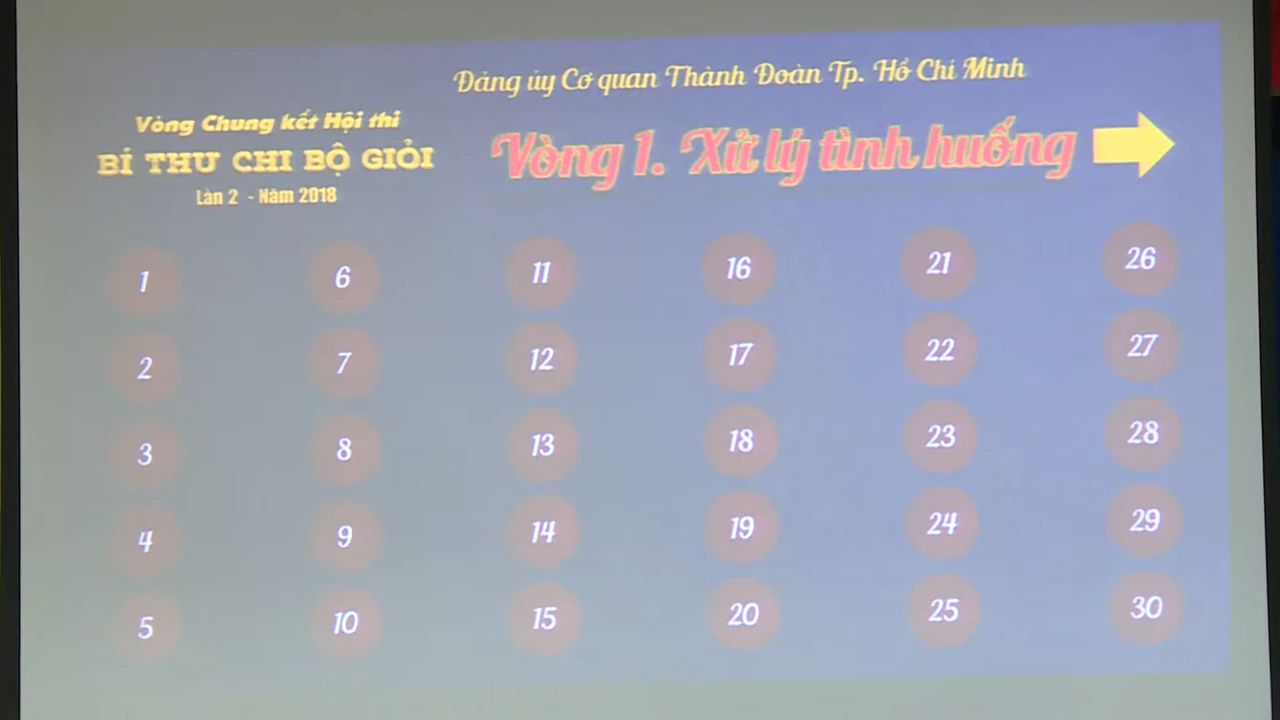 Đảng ủy Cơ quan Thành Đoàn Tp. Hồ Chí Minh
Vòng Chung kết Hội thi
BÍ THƯ CHI BỘ GIỎI
Lần 2 - Năm 2018
Vòng 1. Xử lý tình huống
1 6 11 16 21 26
2 7 12 17 22 27
3 8 13 18 23 28
4 9 14 19 24 29
5 10 15 20 25 30